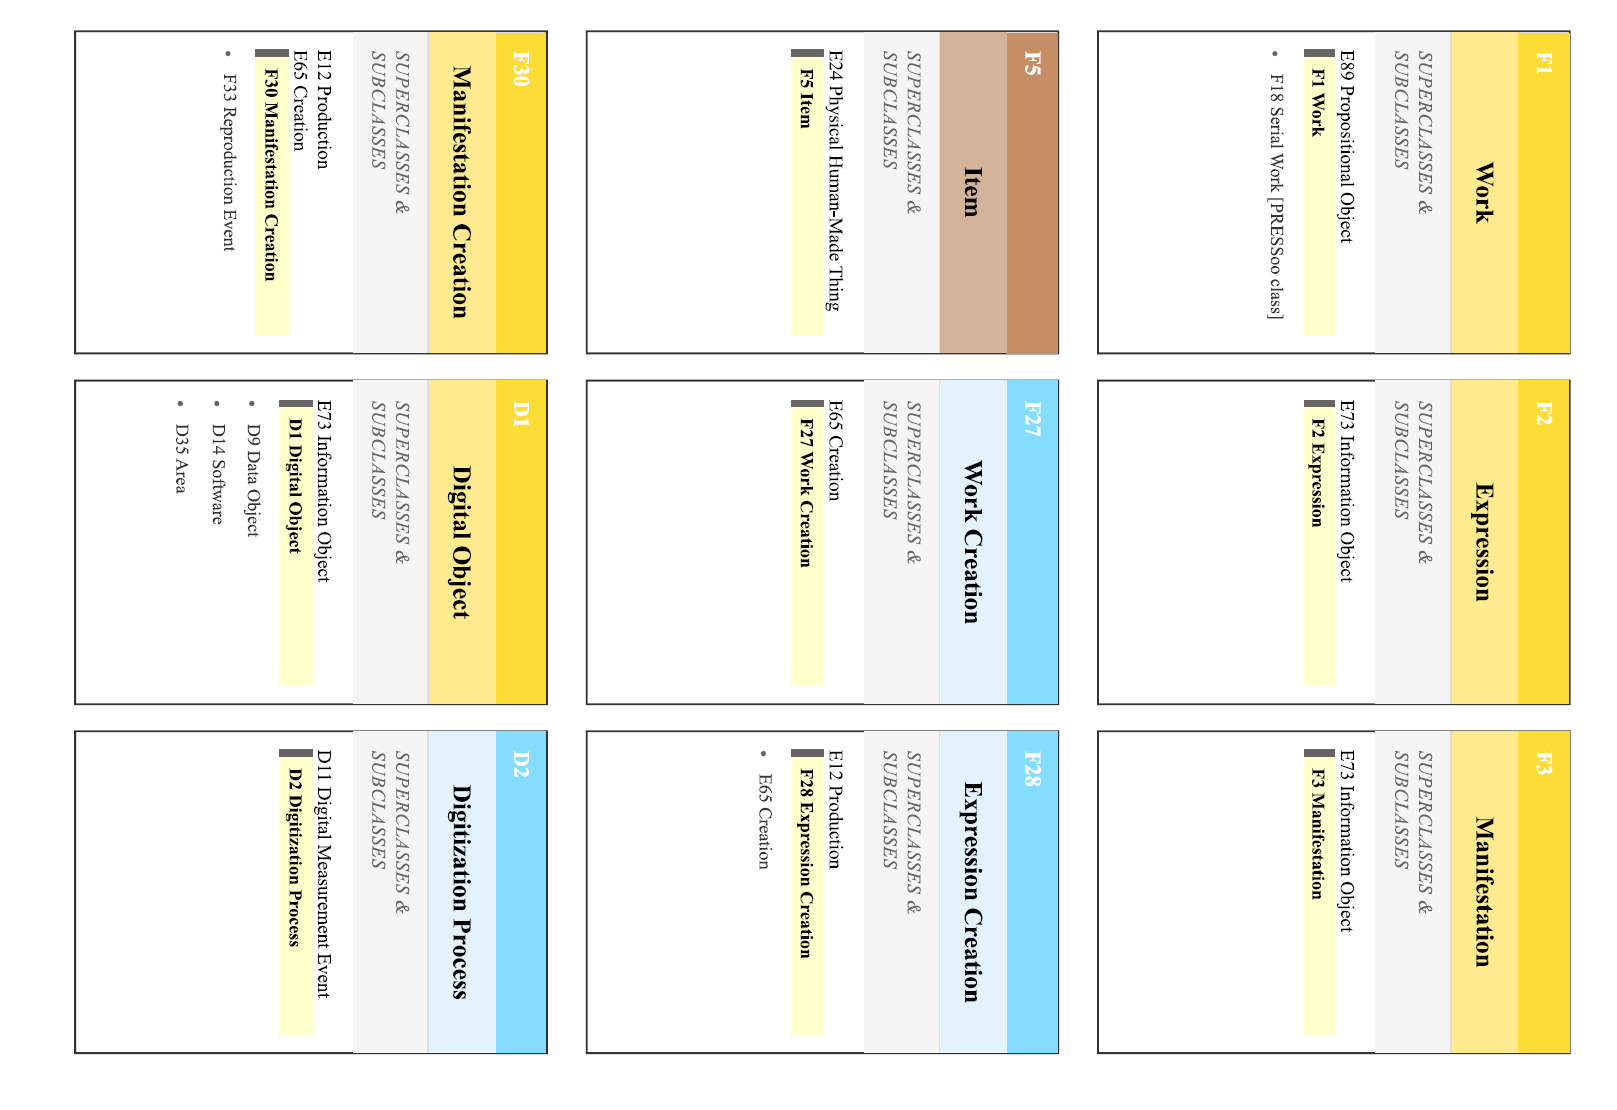 F1
Work
SUPERCLASSES &
SUBCLASSES
E89 Propositional Object
F1 Work
• F18 Serial Work [PRESSoo class]
F2
Expression
SUPERCLASSES &
SUBCLASSES
E73 Information Object
F2 Expression
F3
Manifestation
SUPERCLASSES &
SUBCLASSES
E73 Information Object
F3 Manifestation
F5
Item
SUPERCLASSES &
SUBCLASSES
E24 Physical Human-Made Thing
F5 Item
F27
Work Creation
SUPERCLASSES &
SUBCLASSES
E65 Creation
F27 Work Creation
F28
Expression Creation
SUPERCLASSES &
SUBCLASSES
E12 Production
F28 Expression Creation
• E65 Creation
F30
Manifestation Creation
SUPERCLASSES &
SUBCLASSES
E12 Production
E65 Creation
F30 Manifestation Creation
• F33 Reproduction Event
D1
Digital Object
SUPERCLASSES &
SUBCLASSES
E73 Information Object
D1 Digital Object
• D9 Data Object
• D14 Software
• D35 Area
D2
Digitization Process
SUPERCLASSES &
SUBCLASSES
D11 Digital Measurement Event
D2 Digitization Process